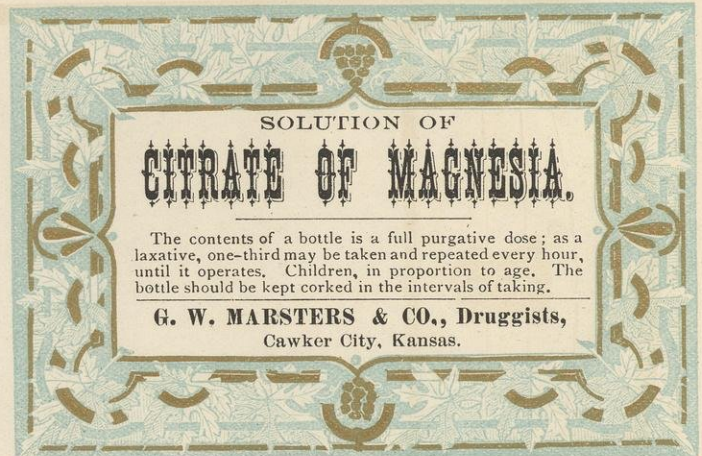 SOLUTION OF
CITRATE OF MAGNESIA.
The contents of a bottle is a full purgative dose; as a
laxative, one-third may be taken and repeated every hour,
until it operates. Children, in proportion to age. The
bottle should be kept corked in the intervals of taking.
G. W. MARSTERS & CO., Druggists,
Cawker City, Kansas.